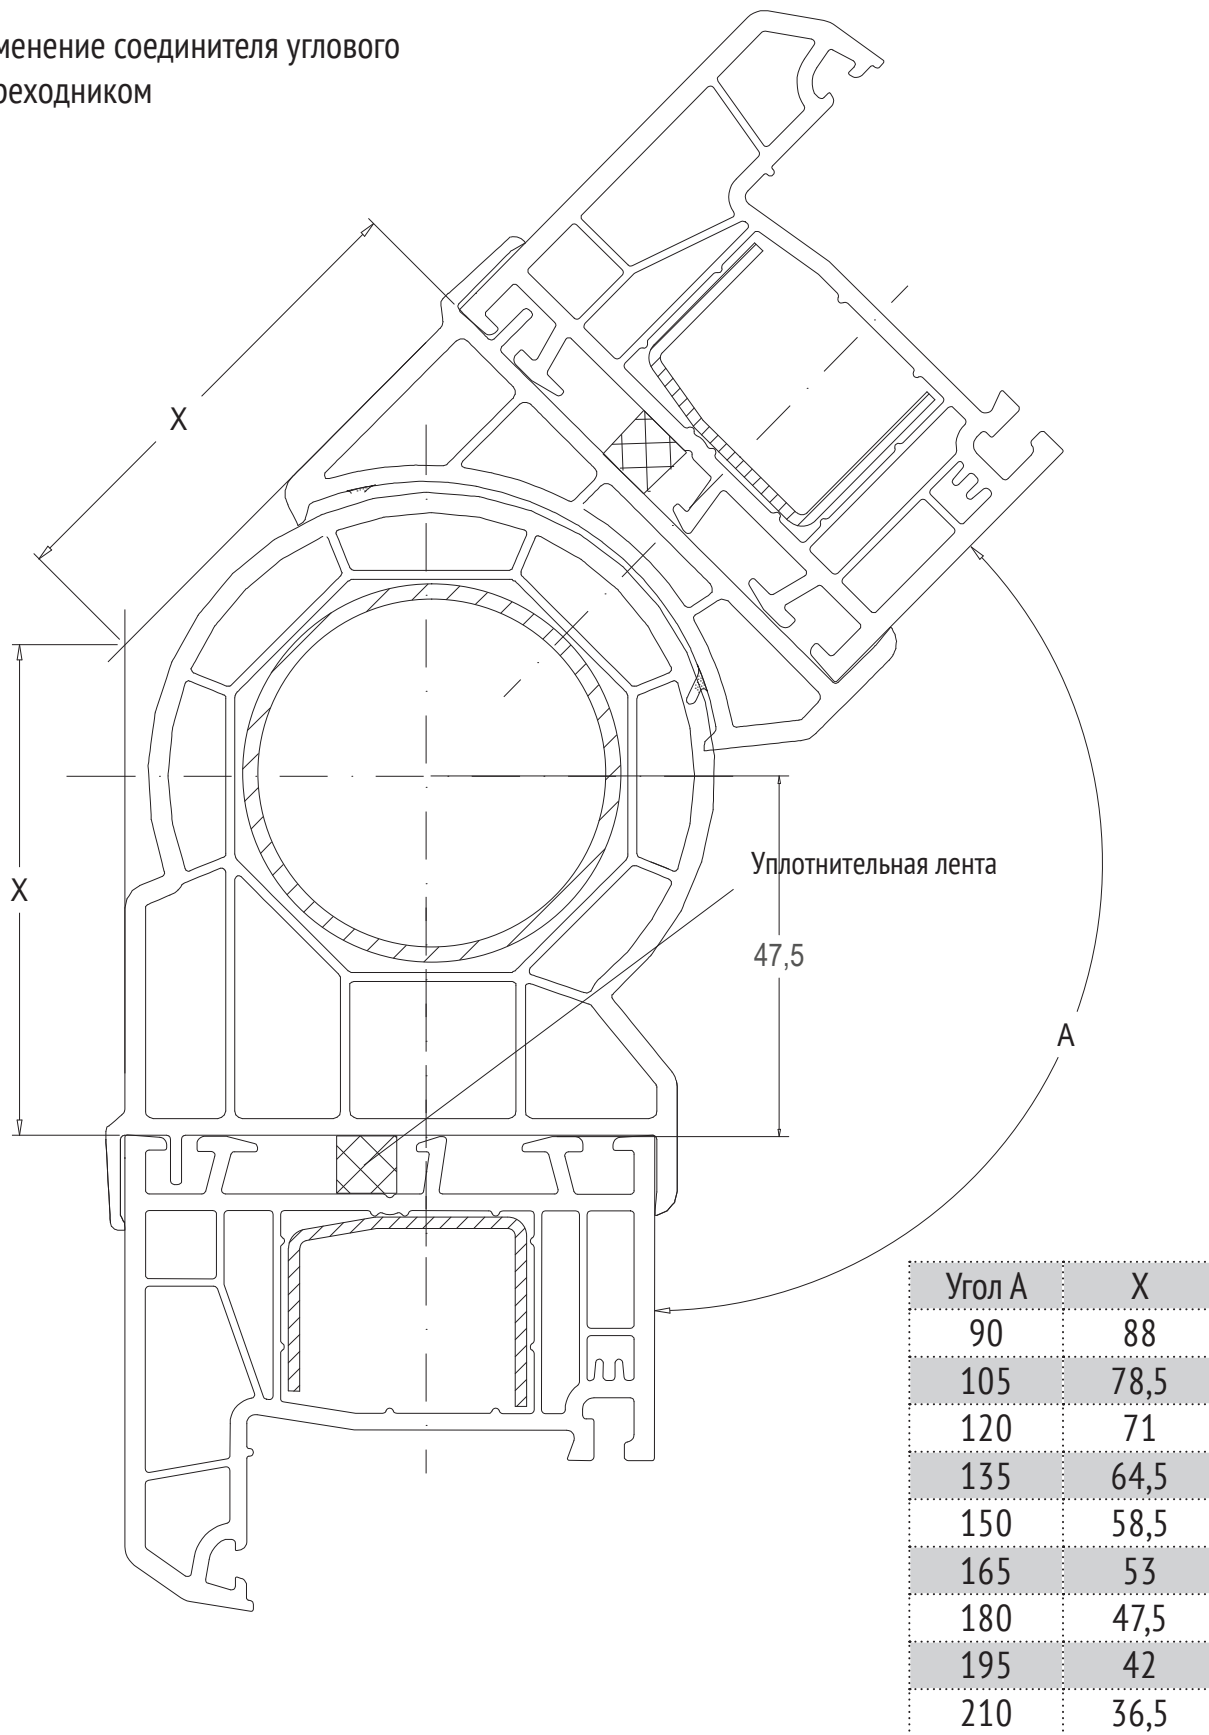 менение соединителя углового
реходником
X
X
Уплотнительная лента
47,5
A
Угол А X
90 88
105 78,5
120 71
135 64,5
150 58,5
165 53
180 47,5
195 42
210 36,5